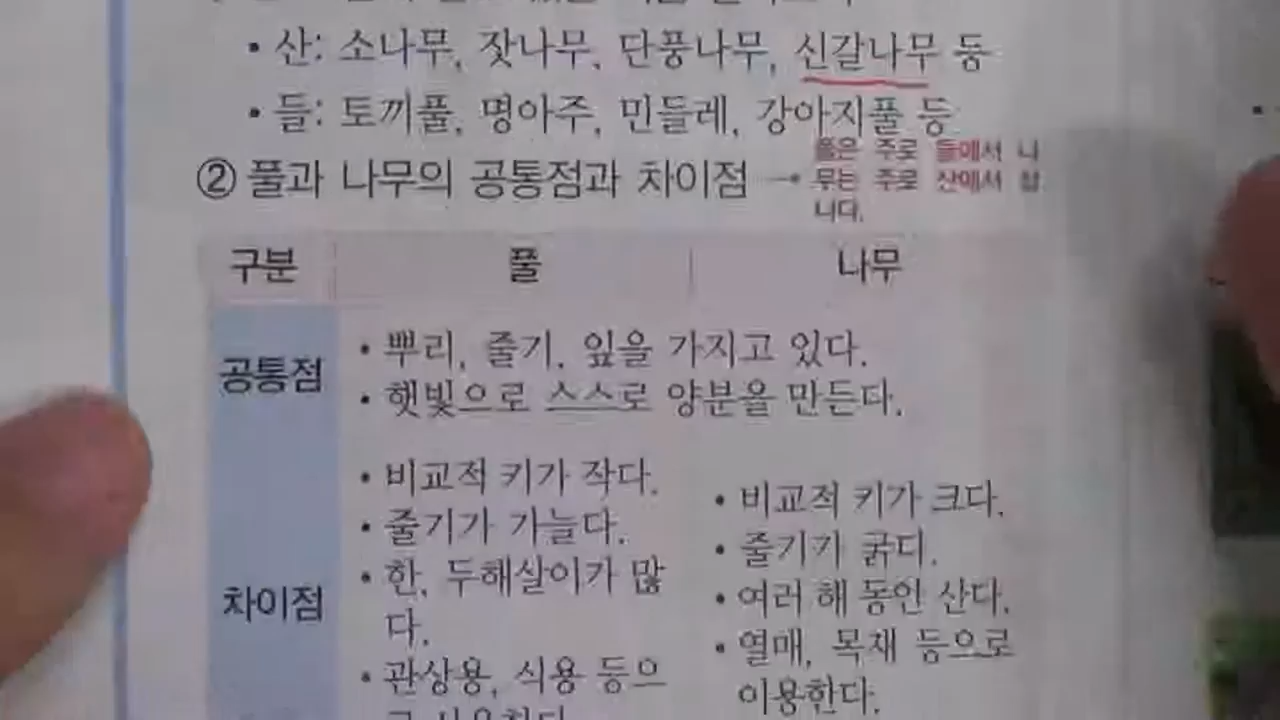 • 산: 소나무, 잣나무, 단풍나무, 신갈나무 등
• 들: 토끼풀, 명아주, 민들레, 강아지풀 등
② 풀과 나무의 공통점과 차이점 → 풀은 주로 들에서 나
무는 주로 산에서 삽
니다.
구분 풀 나무
공통점
• 뿌리, 줄기, 잎을 가지고 있다.
• 햇빛으로 스스로 양분을 만든다.
차이점
• 비교적 키가 작다.
• 줄기가 가늘다.
• 한, 두해살이가 많
다.
• 관상용, 식용 등으
• 비교적 키가 크다.
• 줄기가 굵다.
• 여러 해 동안 산다.
• 열매, 목재 등으로
이용한다.